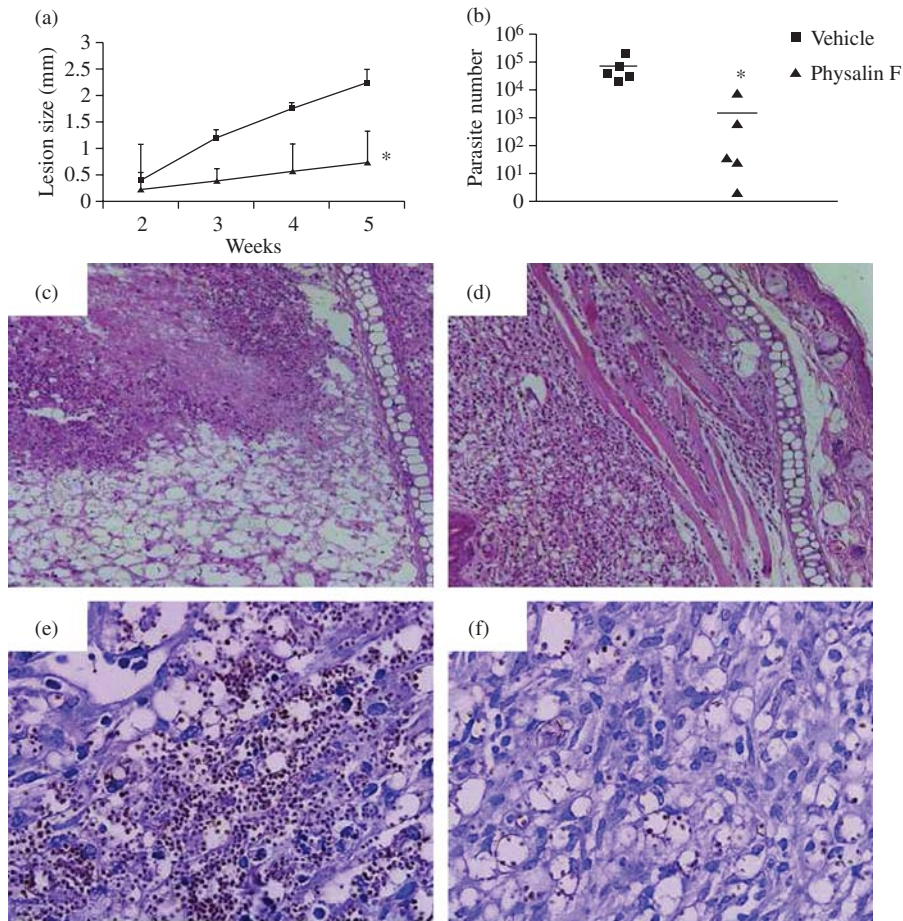 (a)
3
2.5
2
1.5
1
0.5
0
Lesion size (mm)
*
2 3 4 5
Weeks
(b)
10⁶
10⁵
10⁴
10³
10²
10¹
0
Parasite number
*
Vehicle
Physalin F
(c)
(d)
(e)
(f)